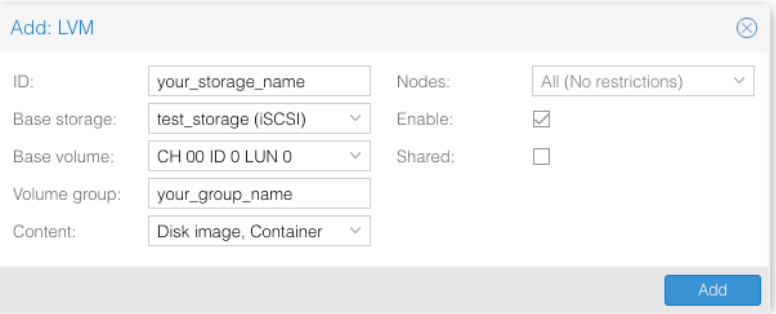 Add: LVM
ID: your_storage_name Nodes: All (No restrictions)
Base storage: test_storage (iSCSI) Enable:
Base volume: CH 00 ID 0 LUN 0 Shared:
Volume group: your_group_name
Content: Disk image, Container
Add